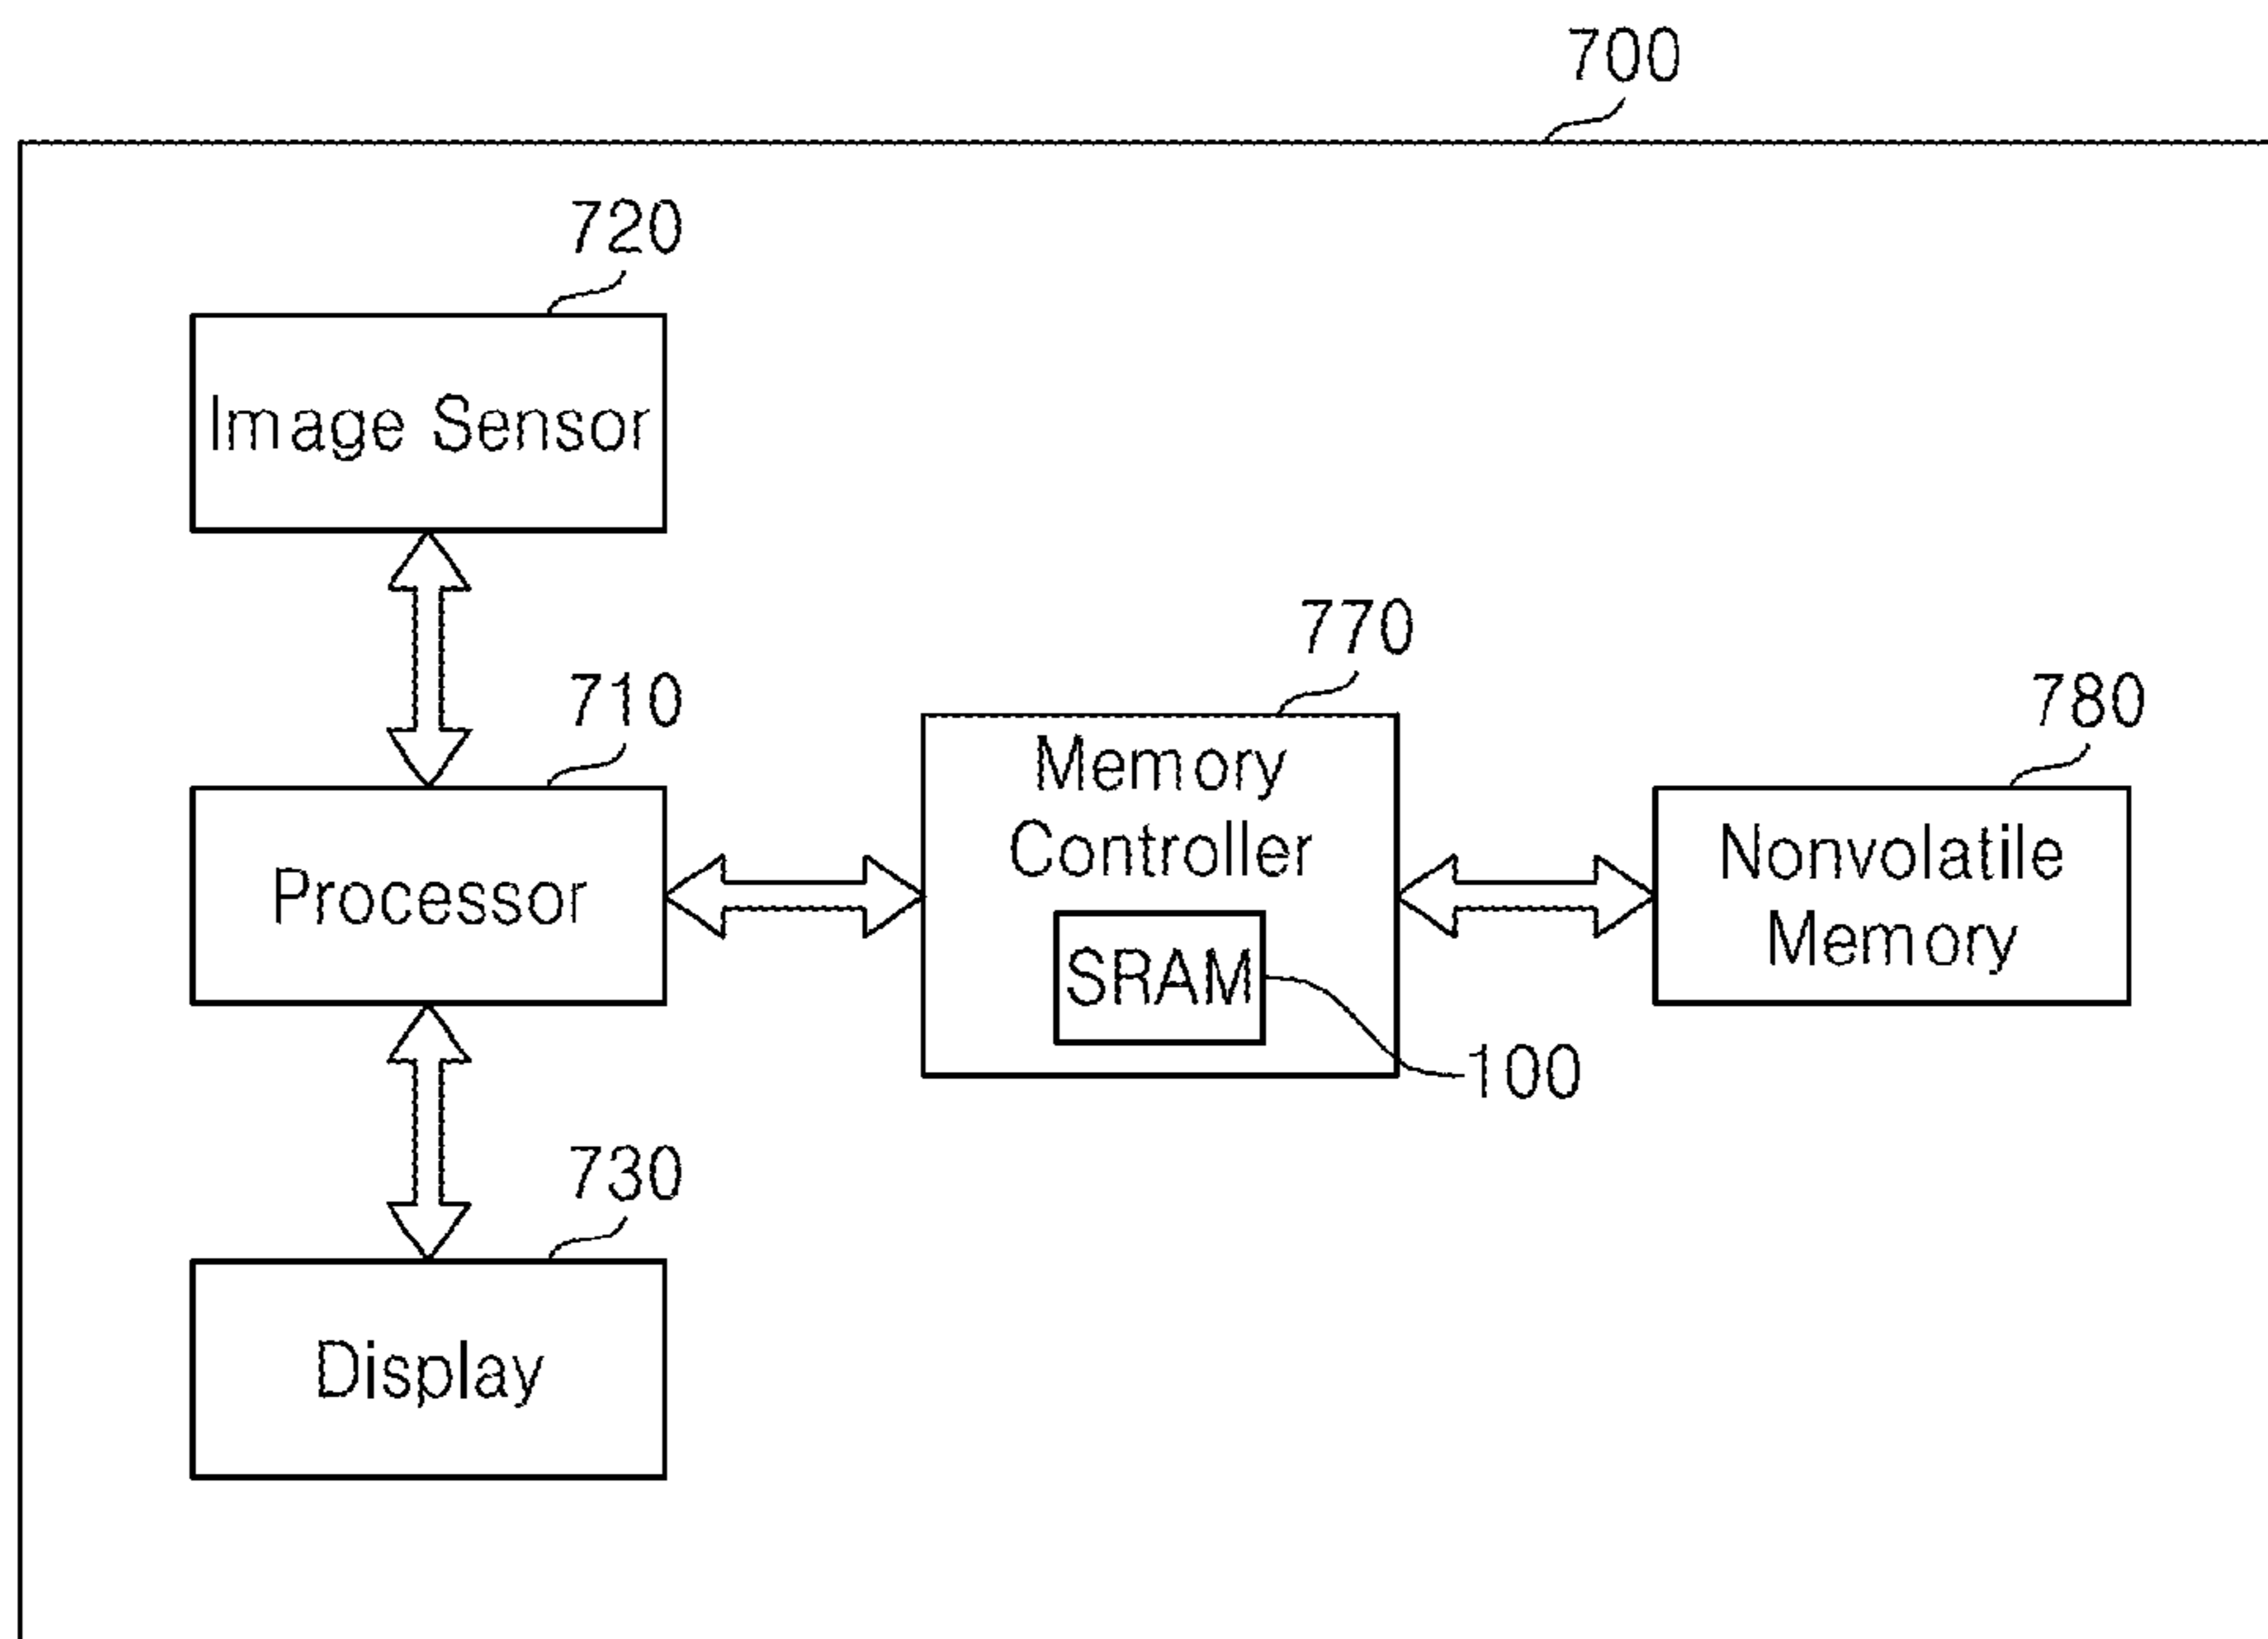 700
720
Image Sensor
710
Processor
770
Memory
Controller
SRAM
100
780
Nonvolatile
Memory
730
Display